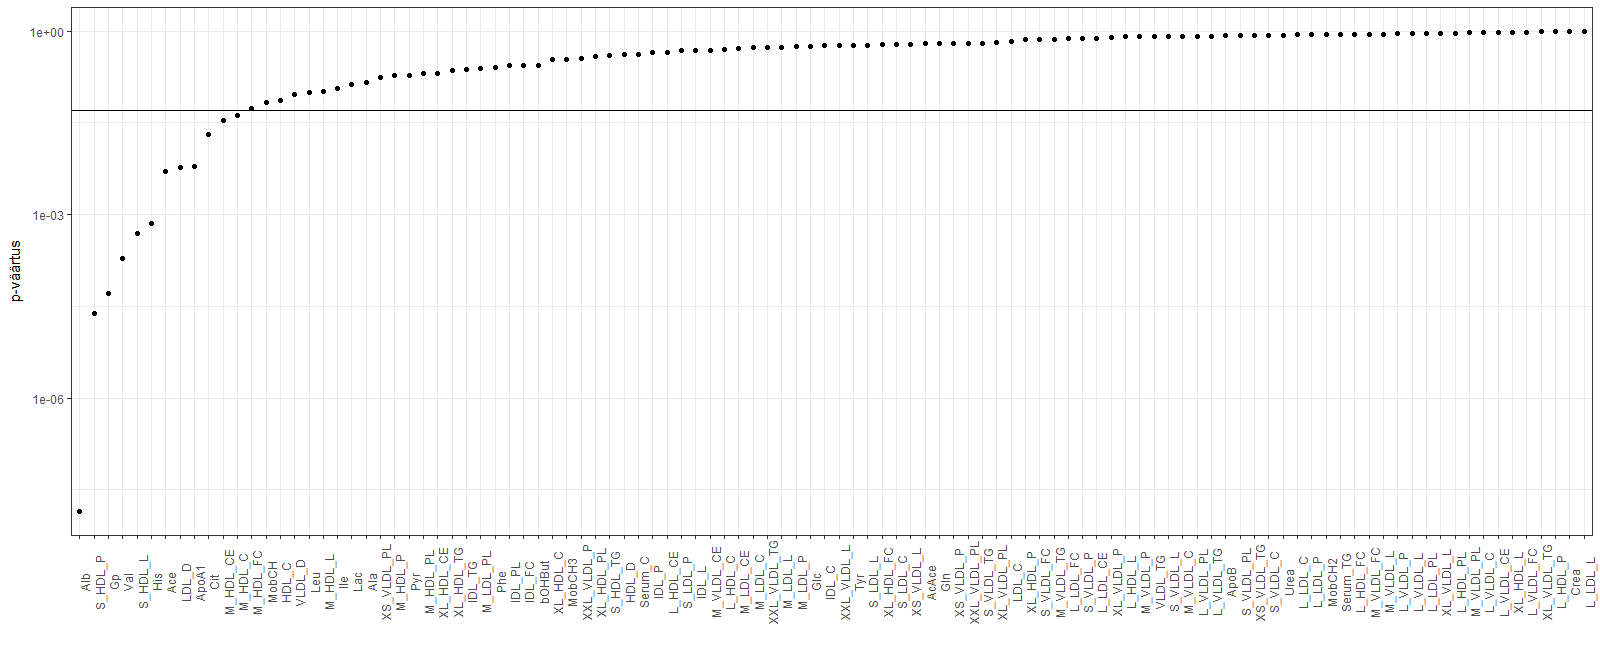 1e+00
1e-03
1e-06
p-väärtus
Alb
S_HDL_P
Gp
Val
S_HDL_L
His
Ace
LDL_D
ApoA1
Cit
M_HDL_CE
M_HDL_C
M_HDL_FC
MobCH
HDL_C
VLDL_D
Leu
M_HDL_L
Ile
Lac
Ala
XS_VLDL_PL
M_HDL_P
Pyr
M_HDL_PL
XL_HDL_CE
XL_HDL_TG
IDL_TG
M_LDL_PL
Phe
IDL_PL
IDL_FC
bOHBut
XL_HDL_C
MobCH3
XXL_VLDL_P
XL_HDL_PL
S_HDL_TG
HDL_D
Serum_C
IDL_P
L_HDL_CE
S_LDL_P
IDL_L
M_VLDL_CE
L_HDL_C
M_LDL_CE
M_LDL_C
XXL_VLDL_TG
M_LDL_L
M_LDL_P
Glc
IDL_C
XXL_VLDL_L
Tyr
S_LDL_L
XL_HDL_FC
S_LDL_C
XS_VLDL_L
AcAce
Gln
XS_VLDL_P
XXL_VLDL_PL
S_VLDL_TG
XL_VLDL_PL
LDL_C
XL_HDL_P
S_VLDL_FC
M_VLDL_TG
L_LDL_FC
S_VLDL_P
L_LDL_CE
XL_VLDL_P
L_HDL_L
M_VLDL_P
VLDL_TG
S_VLDL_L
M_VLDL_C
L_VLDL_PL
L_VLDL_TG
ApoB
S_VLDL_PL
XS_VLDL_TG
S_VLDL_C
Urea
L_LDL_C
L_LDL_P
MobCH2
Serum_TG
L_HDL_FC
M_VLDL_FC
M_VLDL_L
L_VLDL_P
L_VLDL_L
L_LDL_PL
XL_VLDL_L
L_HDL_PL
M_VLDL_PL
L_VLDL_C
L_VLDL_CE
XL_HDL_L
L_VLDL_FC
XL_VLDL_TG
L_HDL_P
Crea
L_LDL_L